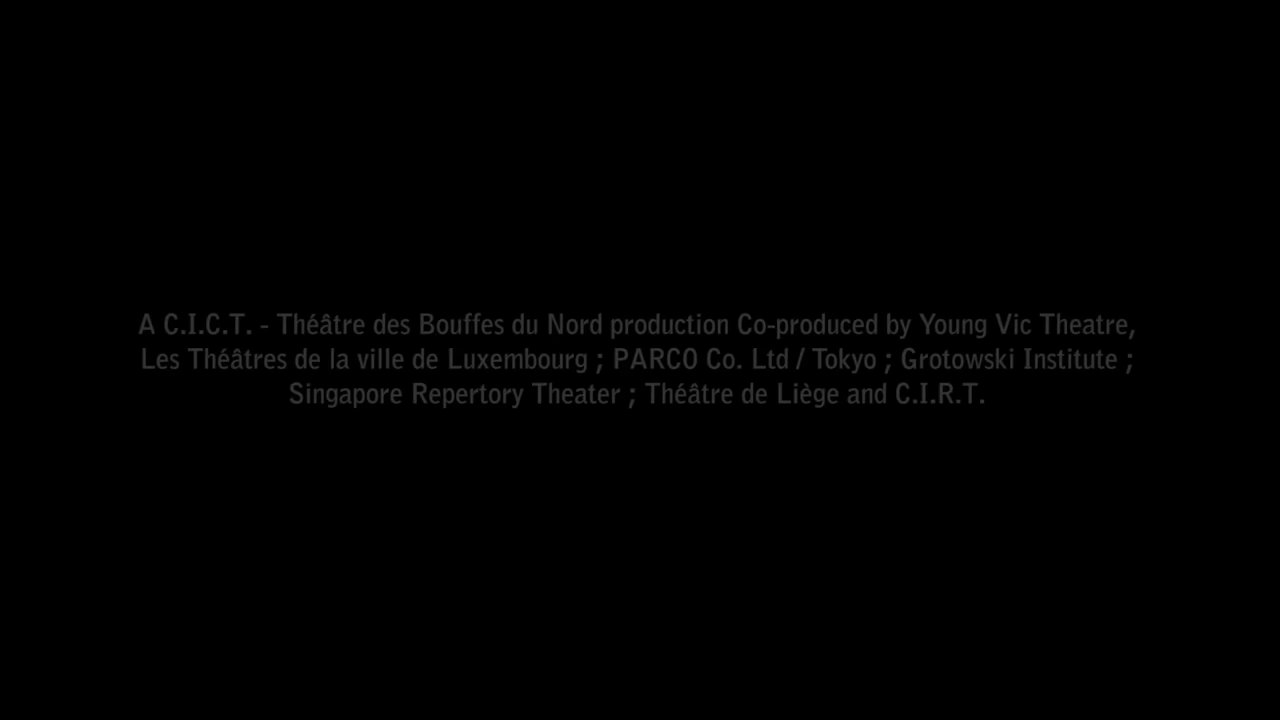 A C.I.C.T. - Théâtre des Bouffes du Nord production Co-produced by Young Vic Theatre,
Les Théâtres de la ville de Luxembourg ; PARCO Co. Ltd / Tokyo ; Grotowski Institute ;
Singapore Repertory Theater ; Théâtre de Liège and C.I.R.T.